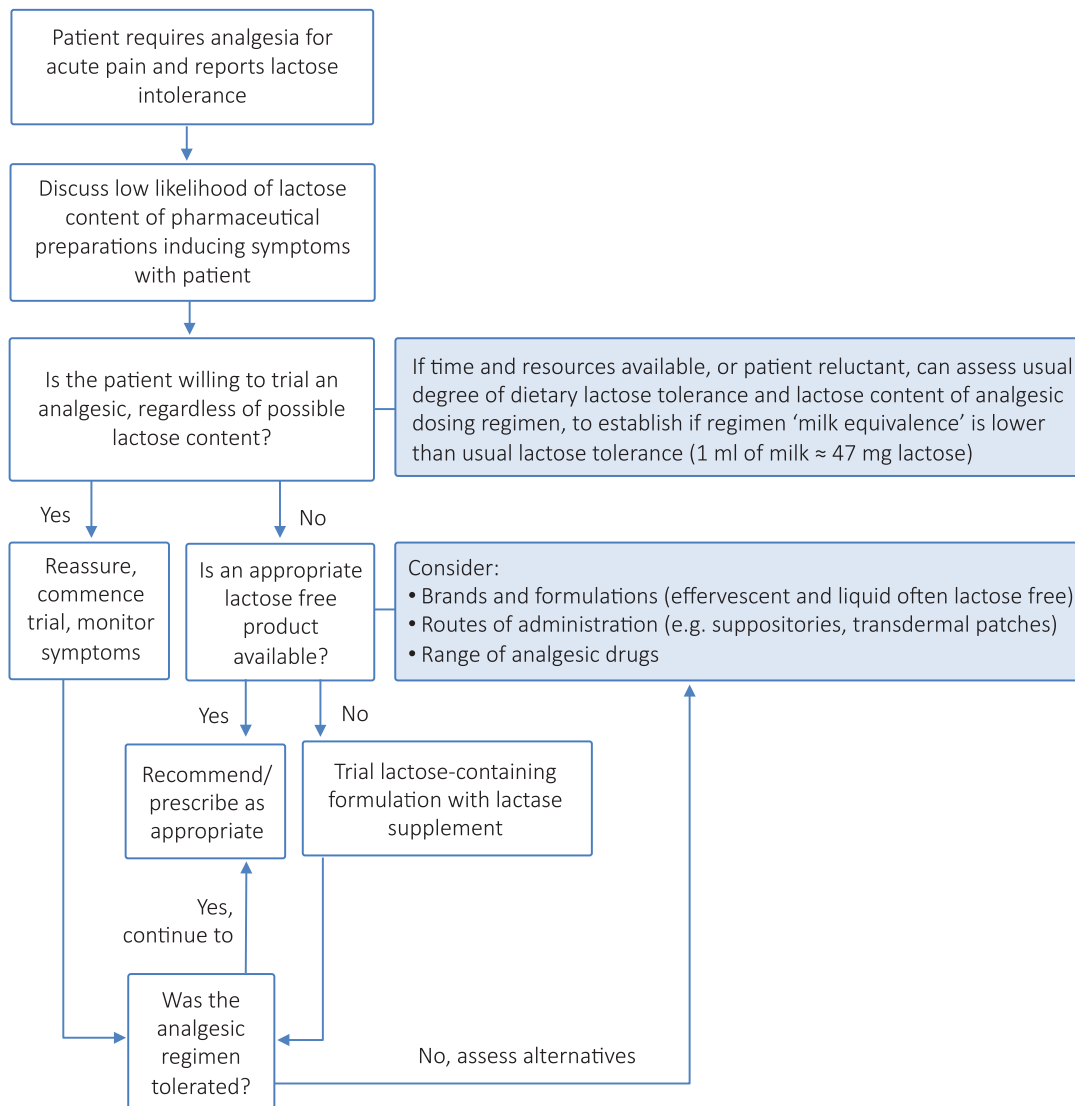 Patient requires analgesia for
acute pain and reports lactose
intolerance
Discuss low likelihood of lactose
content of pharmaceutical
preparations inducing symptoms
with patient
Is the patient willing to trial an
analgesic, regardless of possible
lactose content?
If time and resources available, or patient reluctant, can assess usual
degree of dietary lactose tolerance and lactose content of analgesic
dosing regimen, to establish if regimen ‘milk equivalence’ is lower
than usual lactose tolerance (1 ml of milk ≈ 47 mg lactose)
Yes
No
Reassure,
commence
trial, monitor
symptoms
Is an appropriate
lactose free
product
available?
Consider:
• Brands and formulations (effervescent and liquid often lactose free)
• Routes of administration (e.g. suppositories, transdermal patches)
• Range of analgesic drugs
Yes
No
Recommend/
prescribe as
appropriate
Trial lactose-containing
formulation with lactase
supplement
Yes,
continue to
Was the
analgesic
regimen
tolerated?
No, assess alternatives